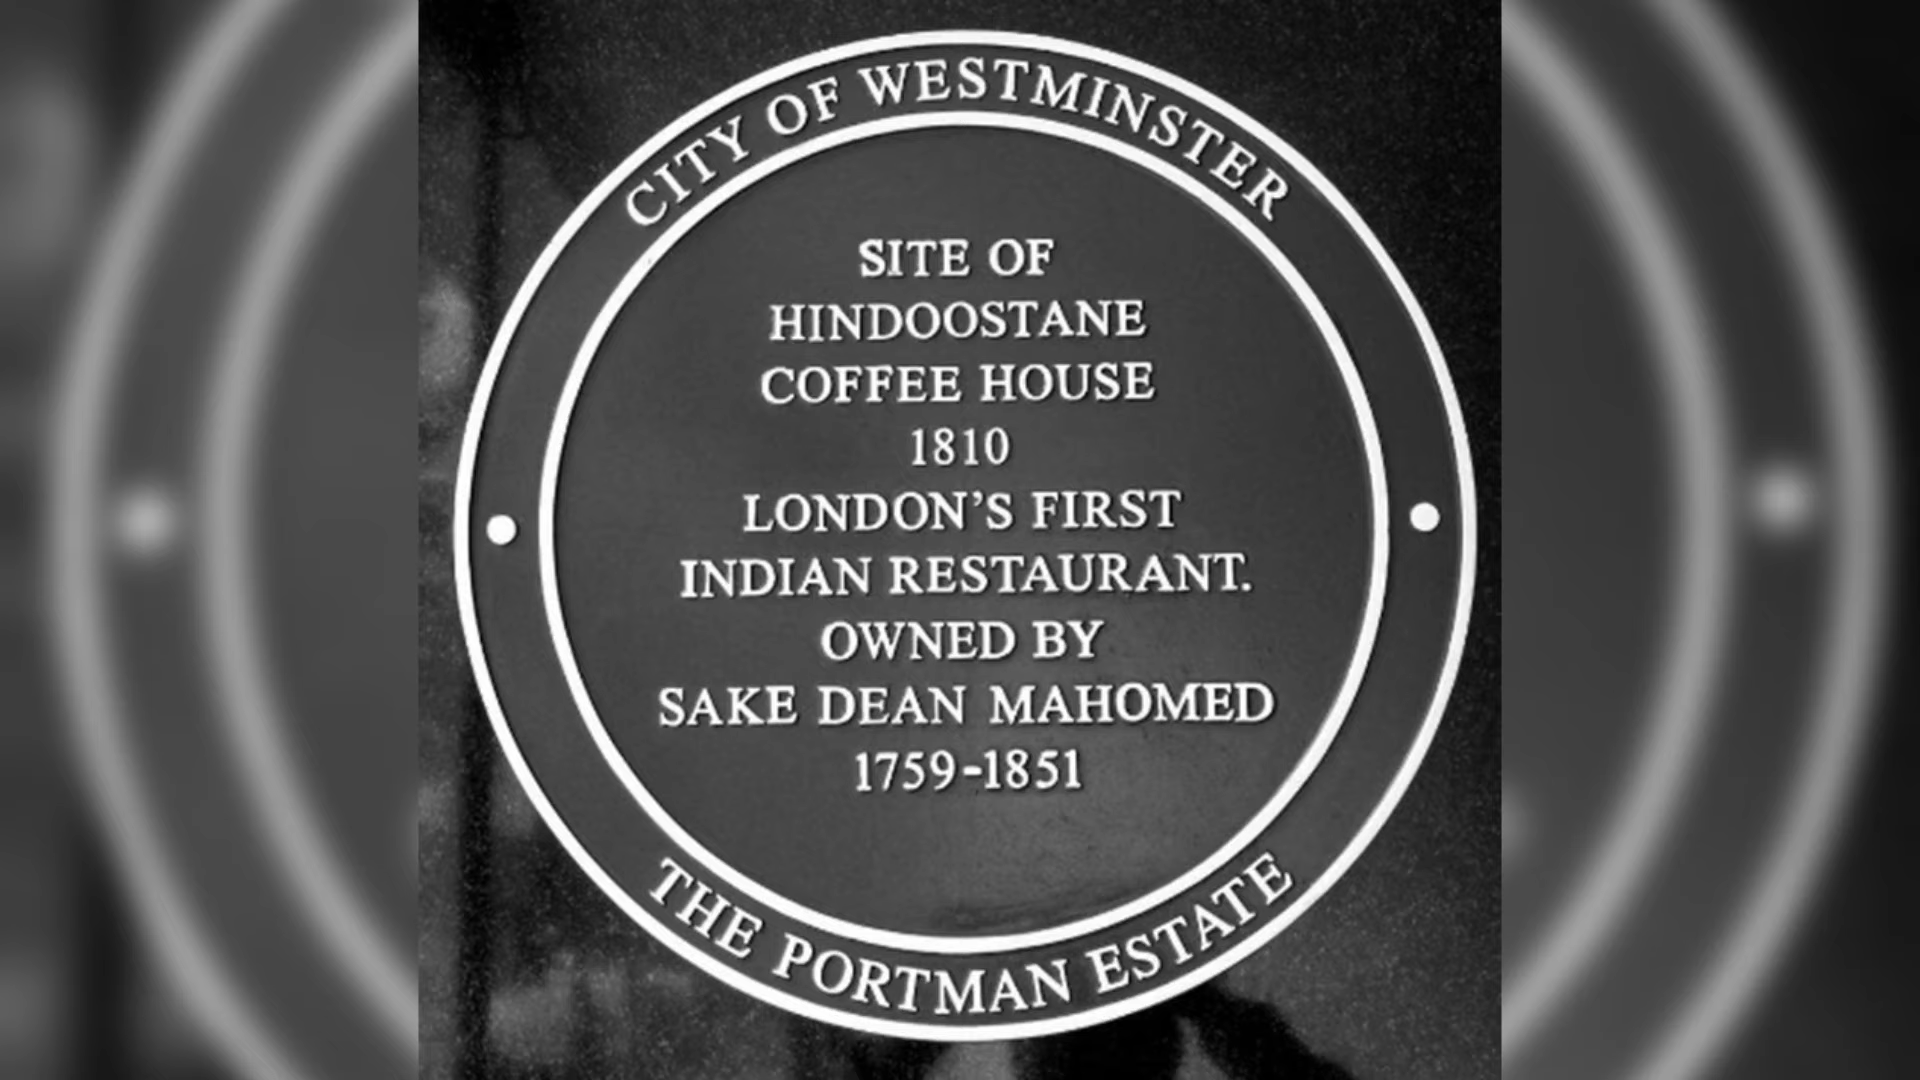 CITY OF WESTMINSTER
SITE OF
HINDOOSTANE
COFFEE HOUSE
1810
LONDON'S FIRST
INDIAN RESTAURANT.
OWNED BY
SAKE DEAN MAHOMED
1759-1851
THE PORTMAN ESTATE